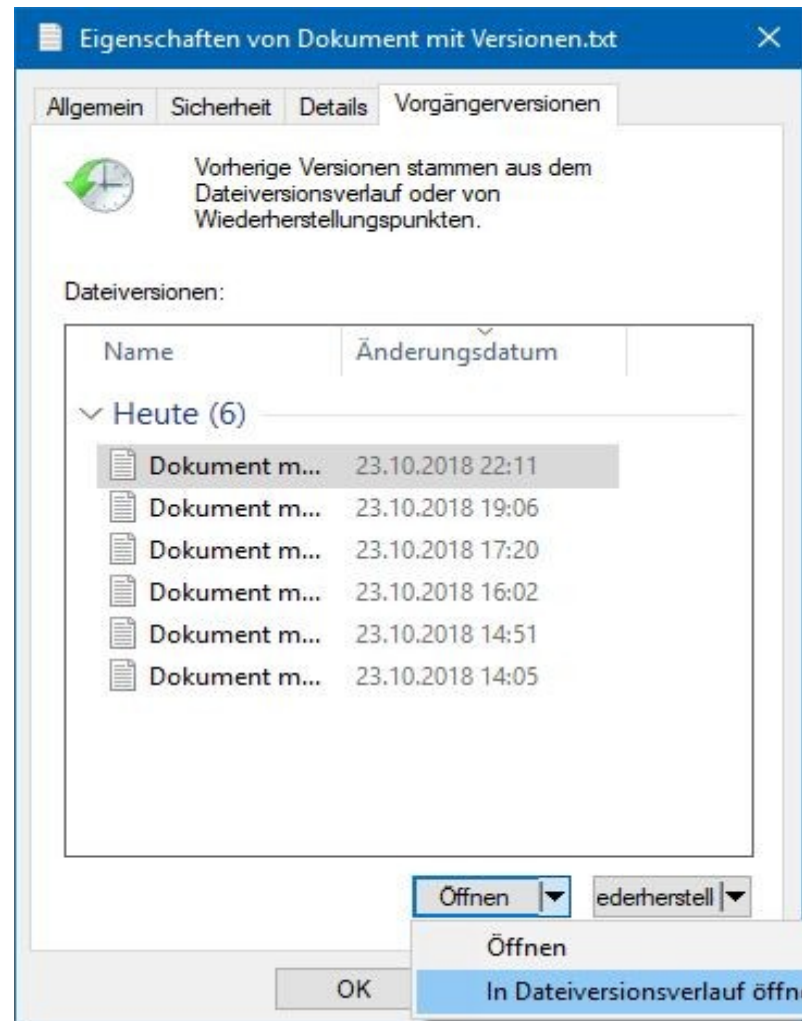 Eigenschaften von Dokument mit Versionen.txt
Allgemein Sicherheit Details Vorgängerversionen
Vorherige Versionen stammen aus dem
Dateiversionsverlauf oder von
Wiederherstellungspunkten.
Dateiversionen:
Name Änderungsdatum
Heute (6)
Dokument m... 23.10.2018 22:11
Dokument m... 23.10.2018 19:06
Dokument m... 23.10.2018 17:20
Dokument m... 23.10.2018 16:02
Dokument m... 23.10.2018 14:51
Dokument m... 23.10.2018 14:05
Öffnen ederherstell
Öffnen
OK In Dateiversionsverlauf öffn